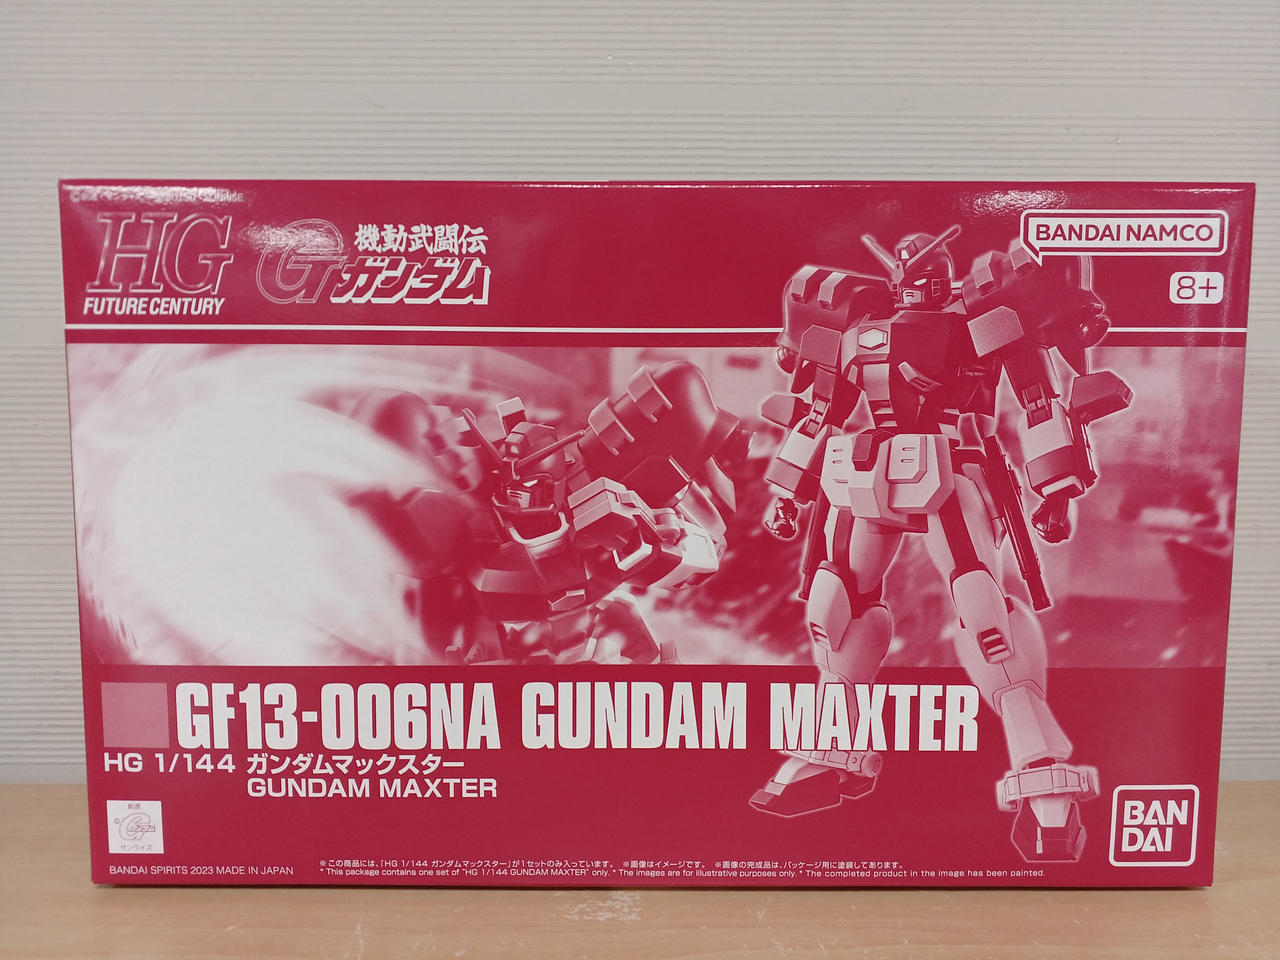 HG
FUTURE CENTURY
機動武闘伝
Gガンダム
BANDAI NAMCO
8+
GF13-006NA GUNDAM MAXTER
HG 1/144 ガンダムマックスター
GUNDAM MAXTER
創通
サンライズ
BAN
DAI
BANDAI SPIRITS 2023 MADE IN JAPAN
※この商品には、「HG 1/144 ガンダムマックスター」が1セットのみ入っています。 ※画像はイメージです。 ※画像の完成品は、パッケージ用に塗装してあります。
* This package contains one set of "HG 1/144 GUNDAM MAXTER" only. * The images are for illustrative purposes only. * The completed product in the image has been painted.